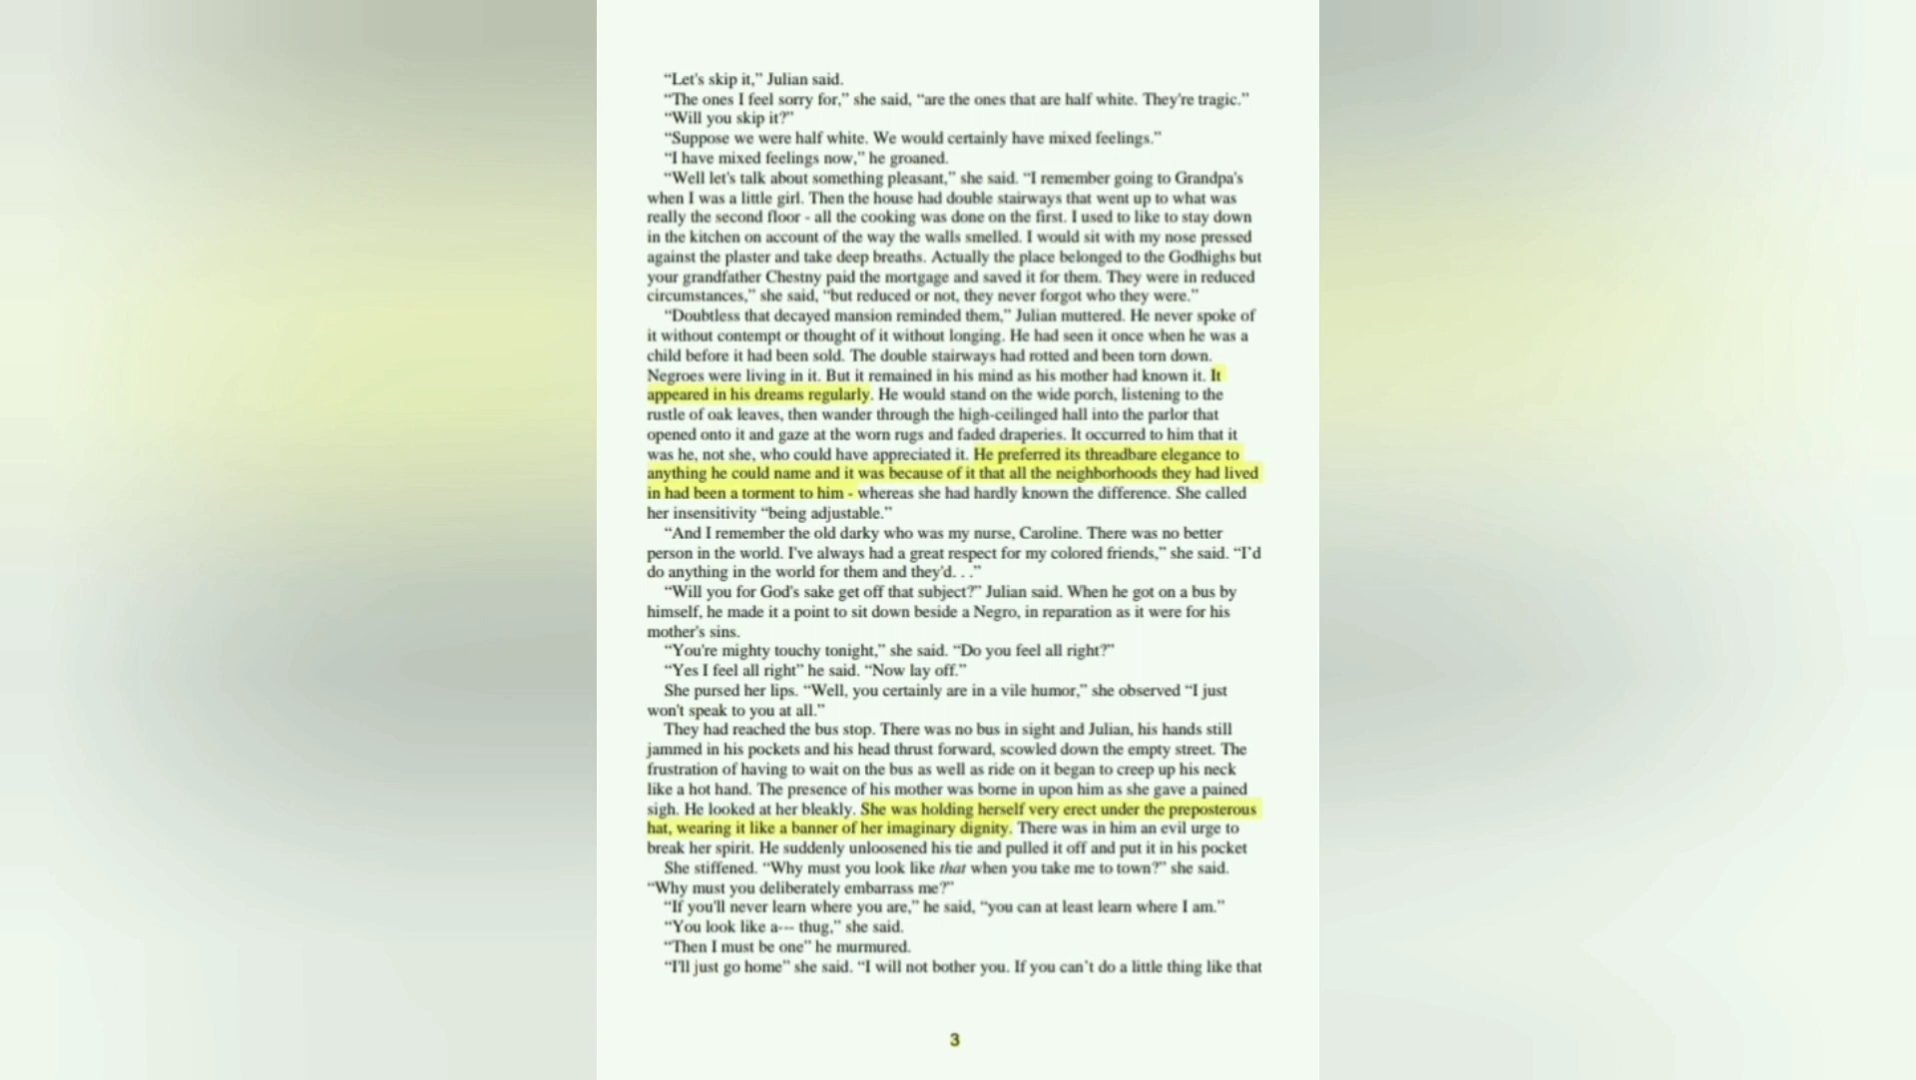 “Let's skip it,” Julian said.
“The ones I feel sorry for,” she said, “are the ones that are half white. They're tragic.”
“Will you skip it?”
“Suppose we were half white. We would certainly have mixed feelings.”
“I have mixed feelings now,” he groaned.
“Well let's talk about something pleasant,” she said. “I remember going to Grandpa's
when I was a little girl. Then the house had double stairways that went up to what was
really the second floor - all the cooking was done on the first. I used to like to stay down
in the kitchen on account of the way the walls smelled. I would sit with my nose pressed
against the plaster and take deep breaths. Actually the place belonged to the Godhighs but
your grandfather Chestny paid the mortgage and saved it for them. They were in reduced
circumstances,” she said, “but reduced or not, they never forgot who they were.”
“Doubtless that decayed mansion reminded them,” Julian muttered. He never spoke of
it without contempt or thought of it without longing. He had seen it once when he was a
child before it had been sold. The double stairways had rotted and been torn down.
Negroes were living in it. But it remained in his mind as his mother had known it. It
appeared in his dreams regularly. He would stand on the wide porch, listening to the
rustle of oak leaves, then wander through the high-ceilinged hall into the parlor that
opened onto it and gaze at the worn rugs and faded draperies. It occurred to him that it
was he, not she, who could have appreciated it. He preferred its threadbare elegance to
anything he could name and it was because of it that all the neighborhoods they had lived
in had been a torment to him - whereas she had hardly known the difference. She called
her insensitivity “being adjustable.”
“And I remember the old darky who was my nurse, Caroline. There was no better
person in the world. I've always had a great respect for my colored friends,” she said. “I'd
do anything in the world for them and they'd. . .”
“Will you for God's sake get off that subject?” Julian said. When he got on a bus by
himself, he made it a point to sit down beside a Negro, in reparation as it were for his
mother's sins.
“You're mighty touchy tonight,” she said. “Do you feel all right?”
“Yes I feel all right” he said. “Now lay off.”
She pursed her lips. “Well, you certainly are in a vile humor,” she observed “I just
won't speak to you at all.”
They had reached the bus stop. There was no bus in sight and Julian, his hands still
jammed in his pockets and his head thrust forward, scowled down the empty street. The
frustration of having to wait on the bus as well as ride on it began to creep up his neck
like a hot hand. The presence of his mother was borne in upon him as she gave a pained
sigh. He looked at her bleakly. She was holding herself very erect under the preposterous
hat, wearing it like a banner of her imaginary dignity. There was in him an evil urge to
break her spirit. He suddenly unloosened his tie and pulled it off and put it in his pocket
She stiffened. “Why must you look like that when you take me to town?” she said.
“Why must you deliberately embarrass me?”
“If you'll never learn where you are,” he said, “you can at least learn where I am.”
“You look like a--- thug,” she said.
“Then I must be one” he murmured.
“I'll just go home” she said. “I will not bother you. If you can't do a little thing like that
3